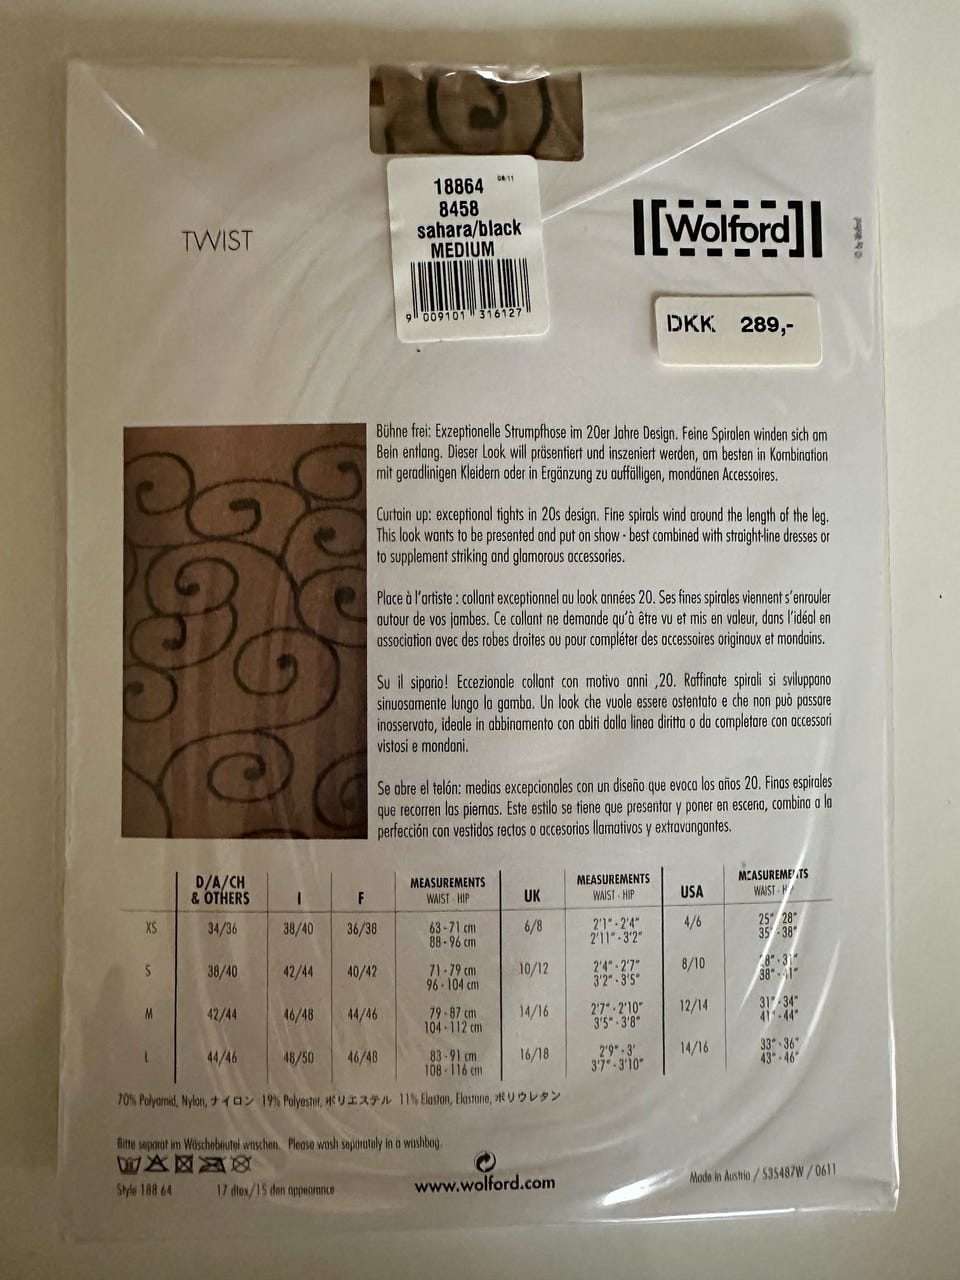 TWIST
18864
08/11
8458
sahara/black
MEDIUM
9 009101 316127
[Wolford]
© by Wolford
DKK 289,-
Bühne frei: Exzeptionelle Strumpfhose im 20er Jahre Design. Feine Spiralen winden sich am
Bein entlang. Dieser Look will präsentiert und inszeniert werden, am besten in Kombination
mit geradlinigen Kleidern oder in Ergänzung zu auffälligen, mondänen Accessoires.
Curtain up: exceptional tights in 20s design. Fine spirals wind around the length of the leg.
This look wants to be presented and put on show - best combined with straight-line dresses or
to supplement striking and glamorous accessories.
Place à l'artiste : collant exceptionnel au look années 20. Ses fines spirales viennent s'enrouler
autour de vos jambes. Ce collant ne demande qu'à être vu et mis en valeur, dans l'idéal en
association avec des robes droites ou pour compléter des accessoires originaux et mondains.
Su il sipario! Eccezionale collant con motivo anni ,20. Raffinate spirali si sviluppano
sinuosamente lungo la gamba. Un look che vuole essere ostentato e che non può passare
inosservato, ideale in abbinamento con abiti dalla linea diritta o da completare con accessori
vistosi e mondani.
Se abre el telón: medias excepcionales con un diseño que evoca los años 20. Finas espirales
que recorren las piernas. Este estilo se tiene que presentar y poner en escena, combina a la
perfección con vestidos rectos o accesorios llamativos y extravangantes.
D/A/CH & OTHERS I F MEASUREMENTS WAIST - HIP UK MEASUREMENTS WAIST - HIP USA MEASUREMENTS WAIST - HIP
XS 34/36 38/40 36/38 63 - 71 cm 88 - 96 cm 6/8 2'1" - 2'4" 2'11" - 3'2" 4/6 25" - 28" 35" - 38"
S 38/40 42/44 40/42 71 - 79 cm 96 - 104 cm 10/12 2'4" - 2'7" 3'2" - 3'5" 8/10 28" - 31" 38" - 41"
M 42/44 46/48 44/46 79 - 87 cm 104 - 112 cm 14/16 2'7" - 2'10" 3'5" - 3'8" 12/14 31" - 34" 41" - 44"
L 44/46 48/50 46/48 83 - 91 cm 108 - 116 cm 16/18 2'9" - 3' 3'7" - 3'10" 14/16 33" - 36" 43" - 46"
70% Polyamid, Nylon, ナイロン 19% Polyester, ポリエステル 11% Elastan, Elastane, ポリウレタン
Bitte separat im Wäschebeutel waschen. Please wash separately in a washbag.
Style 188 64 17 dtex/15 den appearance
www.wolford.com
Made in Austria / 535487W / 0611